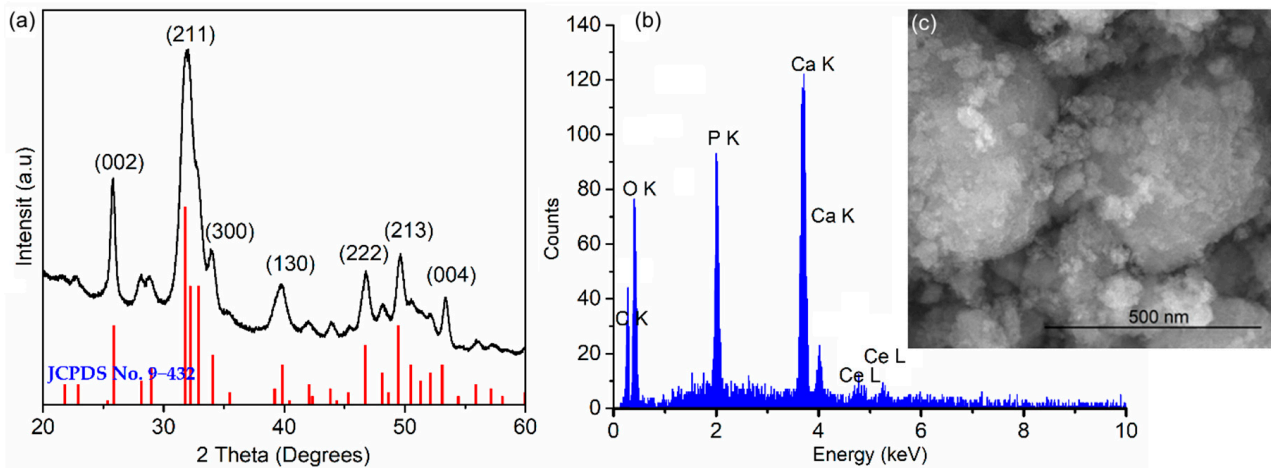 (a)
(211)
(002)
(300)
(130)
(222)
(213)
(004)
JCPDS No. 9–432
Intensit (a.u)
20
30
40
50
60
2 Theta (Degrees)
(b)
140
120
100
80
60
40
20
0
Counts
C K
O K
P K
Ca K
Ca K
Ce L
Ce L
0
2
4
6
8
10
Energy (keV)
(c)
500 nm